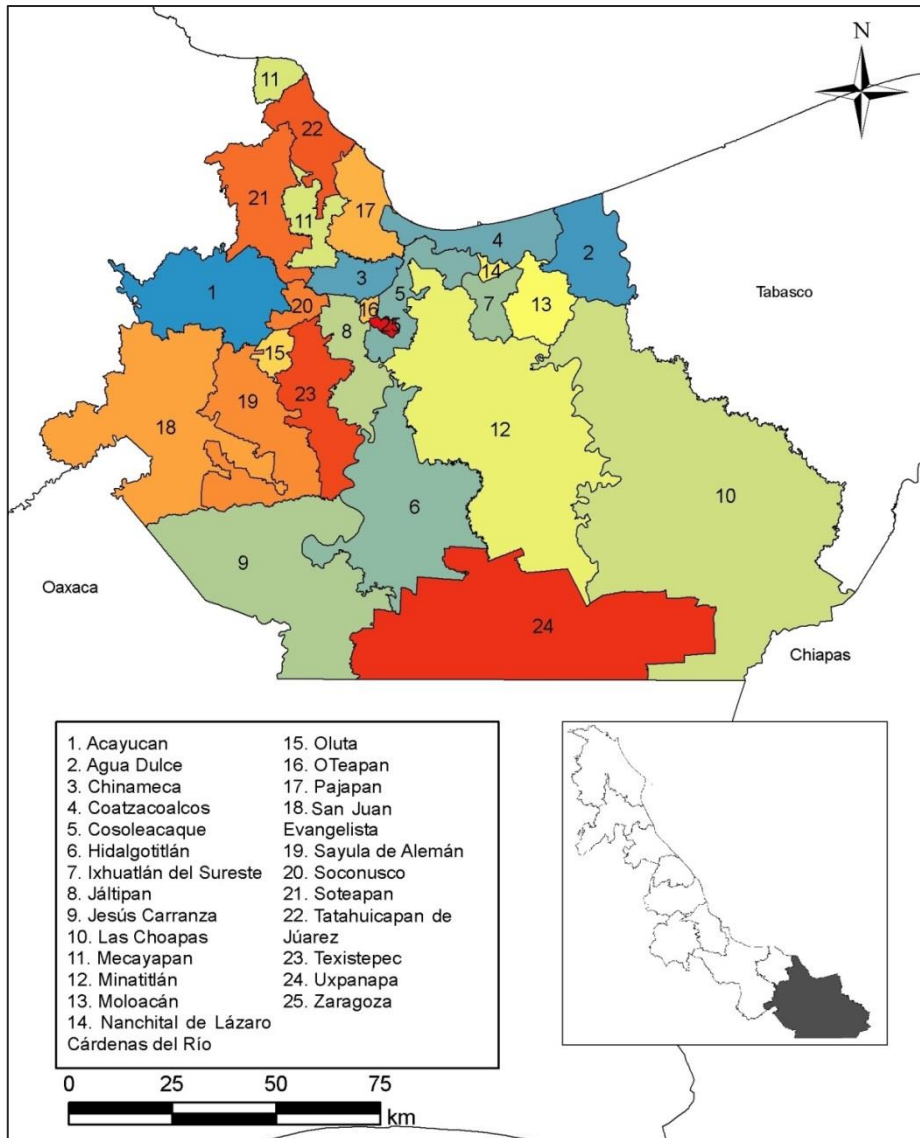 N
11
22
21
11
17
4
2
1
3
14
5
7
13
Tabasco
20
16
25
8
15
23
19
18
12
10
6
9
Oaxaca
24
Chiapas
1. Acayucan
2. Agua Dulce
3. Chinameca
4. Coatzacoalcos
5. Cosoleacaque
6. Hidalgotitlán
7. Ixhuatlán del Sureste
8. Jáltipan
9. Jesús Carranza
10. Las Choapas
11. Mecayapan
12. Minatitlán
13. Moloacán
14. Nanchital de Lázaro
Cárdenas del Río
15. Oluta
16. OTeapan
17. Pajapan
18. San Juan
Evangelista
19. Sayula de Alemán
20. Soconusco
21. Soteapan
22. Tatahuicapan de
Júarez
23. Texistepec
24. Uxpanapa
25. Zaragoza
0 25 50 75
km